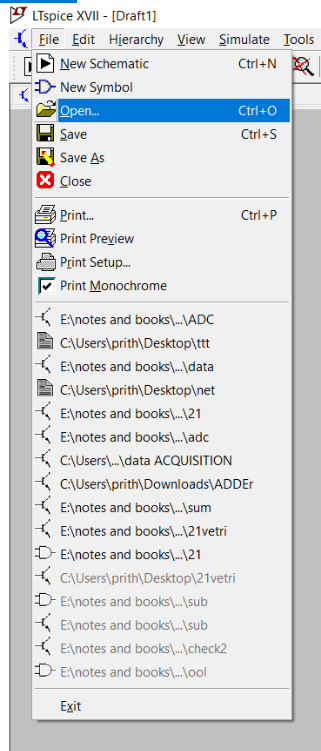 LTspice XVII - [Draft1]
File Edit Hierarchy View Simulate Tools
New Schematic Ctrl+N
New Symbol
Open... Ctrl+O
Save Ctrl+S
Save As
Close
Print... Ctrl+P
Print Preview
Print Setup...
Print Monochrome
E:\notes and books\...\ADC
C:\Users\prith\Desktop\ttt
E:\notes and books\...\data
C:\Users\prith\Desktop\net
E:\notes and books\...\21
E:\notes and books\...\adc
C:\Users\...\data ACQUISITION
C:\Users\prith\Downloads\ADDEr
E:\notes and books\...\sum
E:\notes and books\...\21vetri
E:\notes and books\...\21
C:\Users\prith\Desktop\21vetri
E:\notes and books\...\sub
E:\notes and books\...\sub
E:\notes and books\...\check2
E:\notes and books\...\ool
Exit